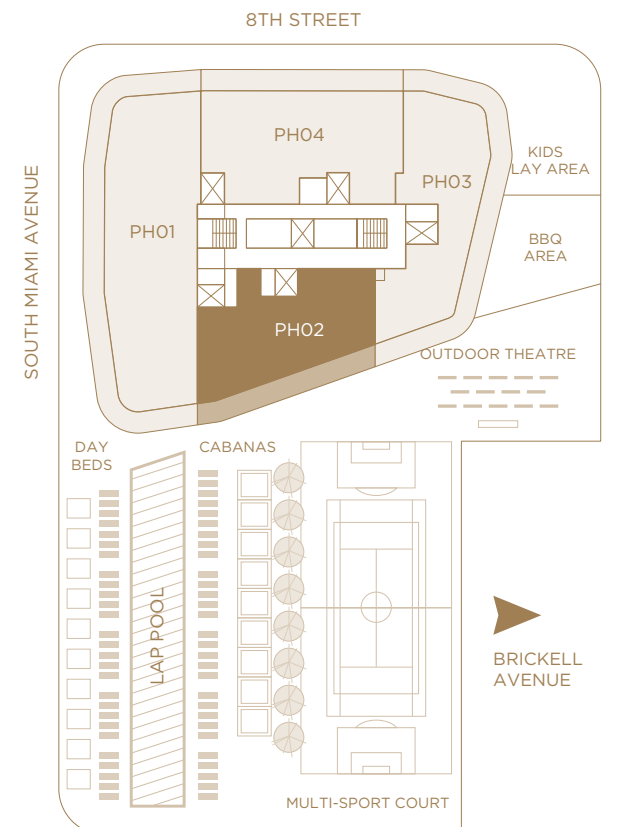 8TH STREET
SOUTH MIAMI AVENUE
PH04
PH03
PH01
PH02
KIDS
LAY AREA
BBQ
AREA
OUTDOOR THEATRE
DAY
BEDS
CABANAS
LAP POOL
BRICKELL
AVENUE
MULTI-SPORT COURT